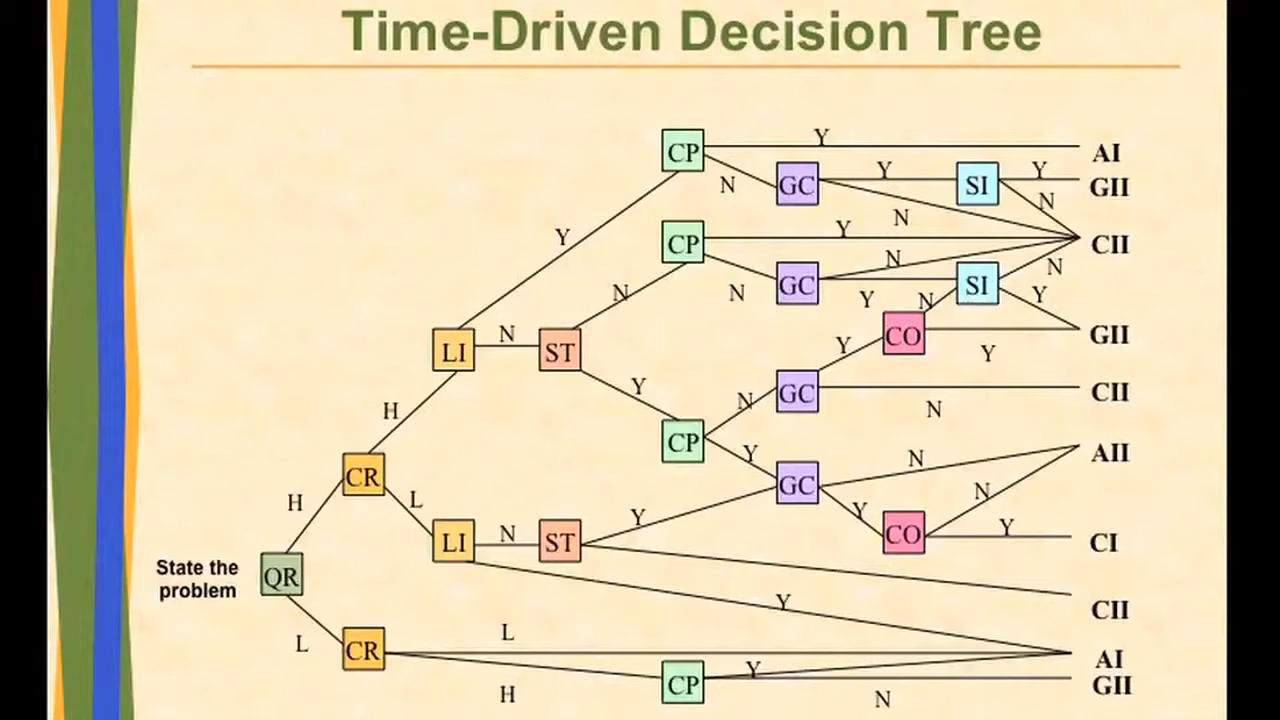 Time-Driven Decision Tree
Y
CP
AI
N
GC
Y
SI
Y
GII
N
N
Y
CP
Y
CII
N
N
GC
N
SI
N
Y
Y
N
CO
GII
LI
N
ST
Y
Y
Y
GC
CII
H
N
N
CP
Y
AII
CR
N
H
L
GC
N
Y
Y
CO
Y
LI
N
ST
CI
State the
problem
QR
Y
CII
L
L
CR
AI
Y
CP
GII
H
N